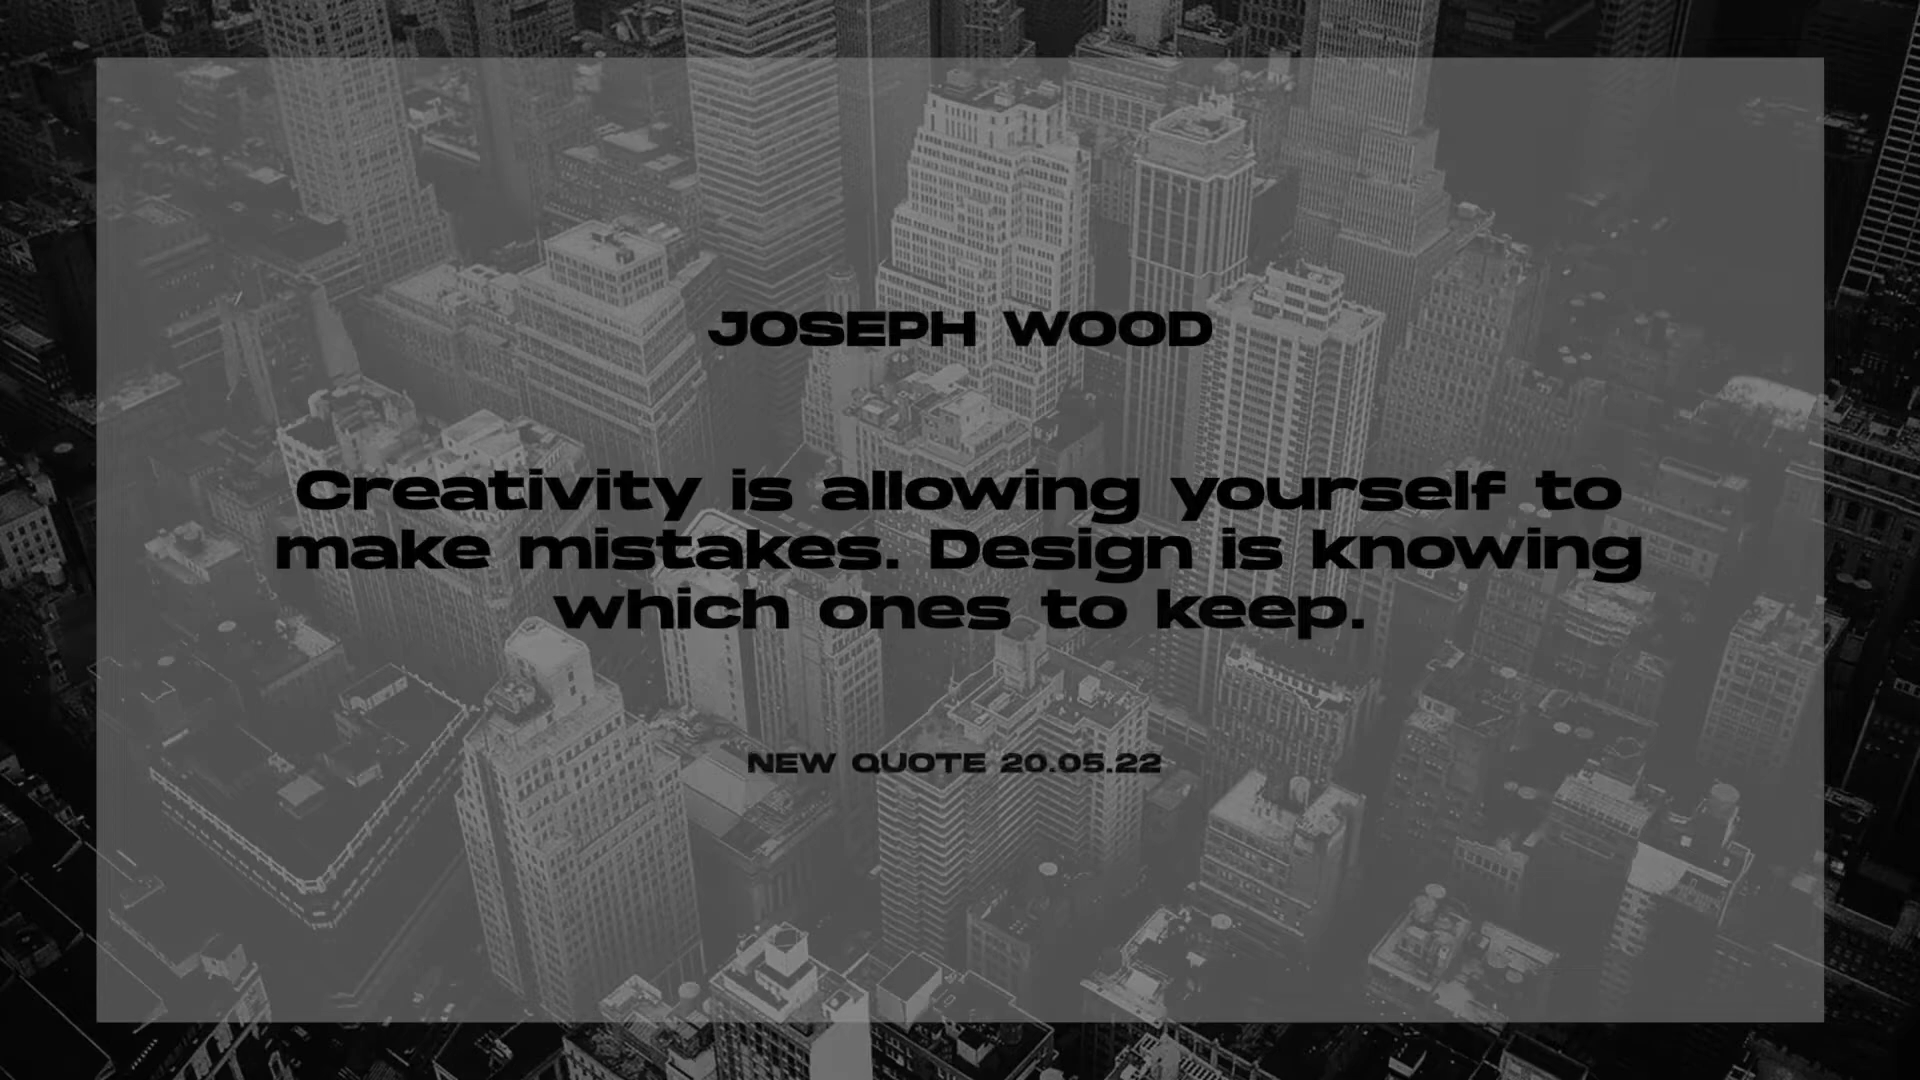 JOSEPH WOOD
Creativity is allowing yourself to
make mistakes. Design is knowing
which ones to keep.
NEW QUOTE 20.05.22